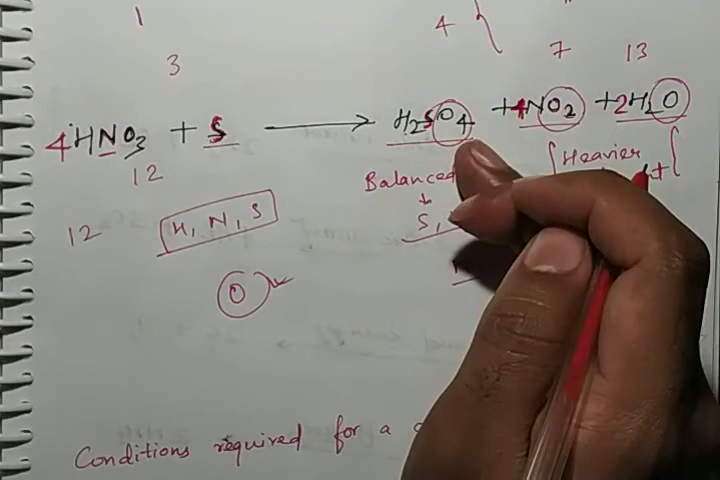 1 4
3 7 13
4HNO3 + S → H2SO4 + 4NO2 + 2H2O
12 Balanced { Heavier
12 H, N, S S,
O
Conditions required for a